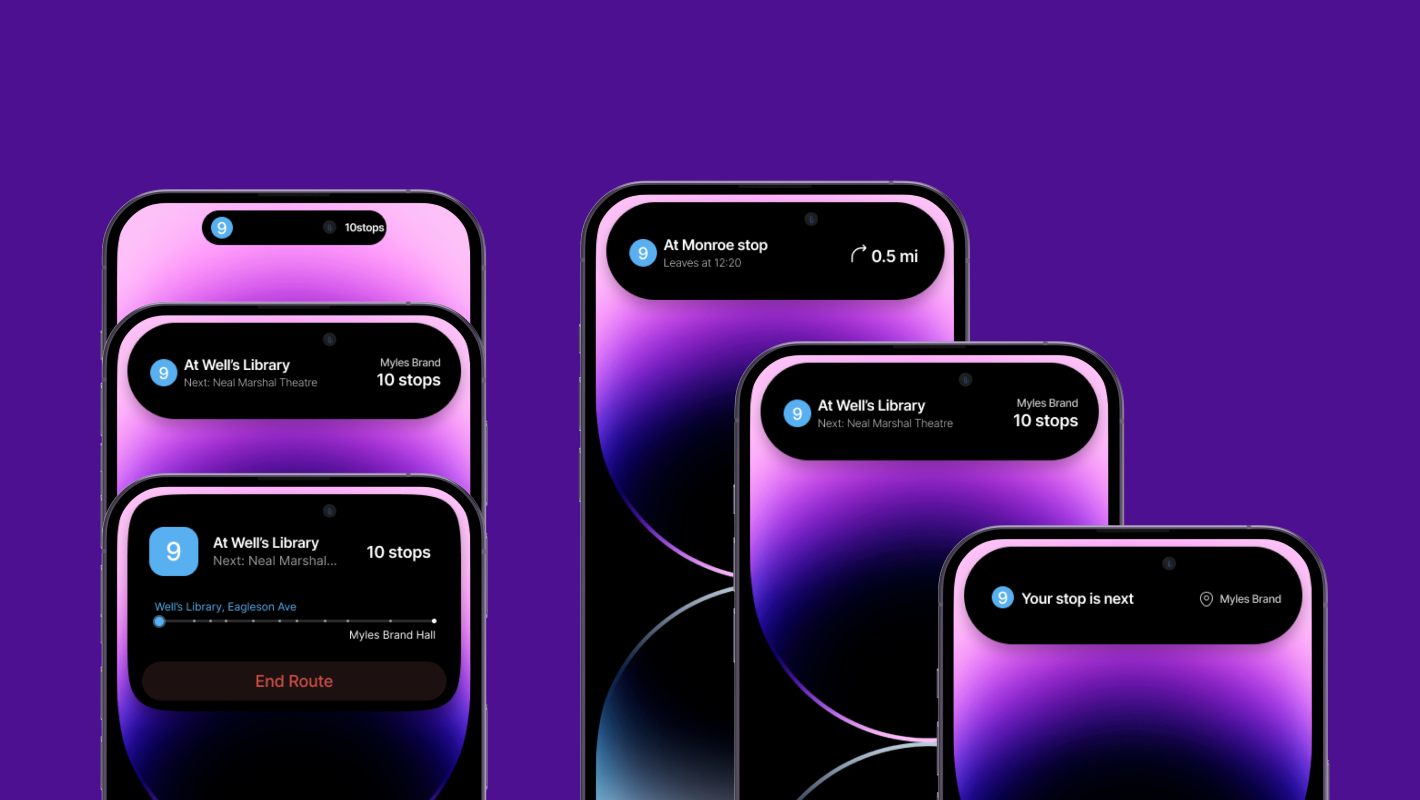 9
10stops
9
At Well's Library
Next: Neal Marshal Theatre
Myles Brand
10 stops
9
At Well's Library
Next: Neal Marshal...
10 stops
Well's Library, Eagleson Ave
Myles Brand Hall
End Route
9
At Monroe stop
Leaves at 12:20
0.5 mi
9
At Well's Library
Next: Neal Marshal Theatre
Myles Brand
10 stops
9
Your stop is next
Myles Brand